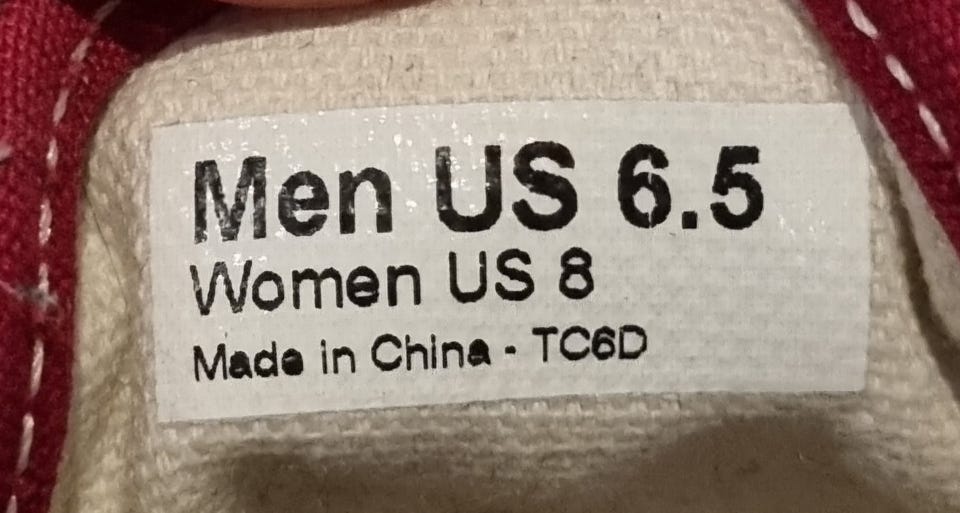 Men US 6.5
Women US 8
Made in China - TC6D